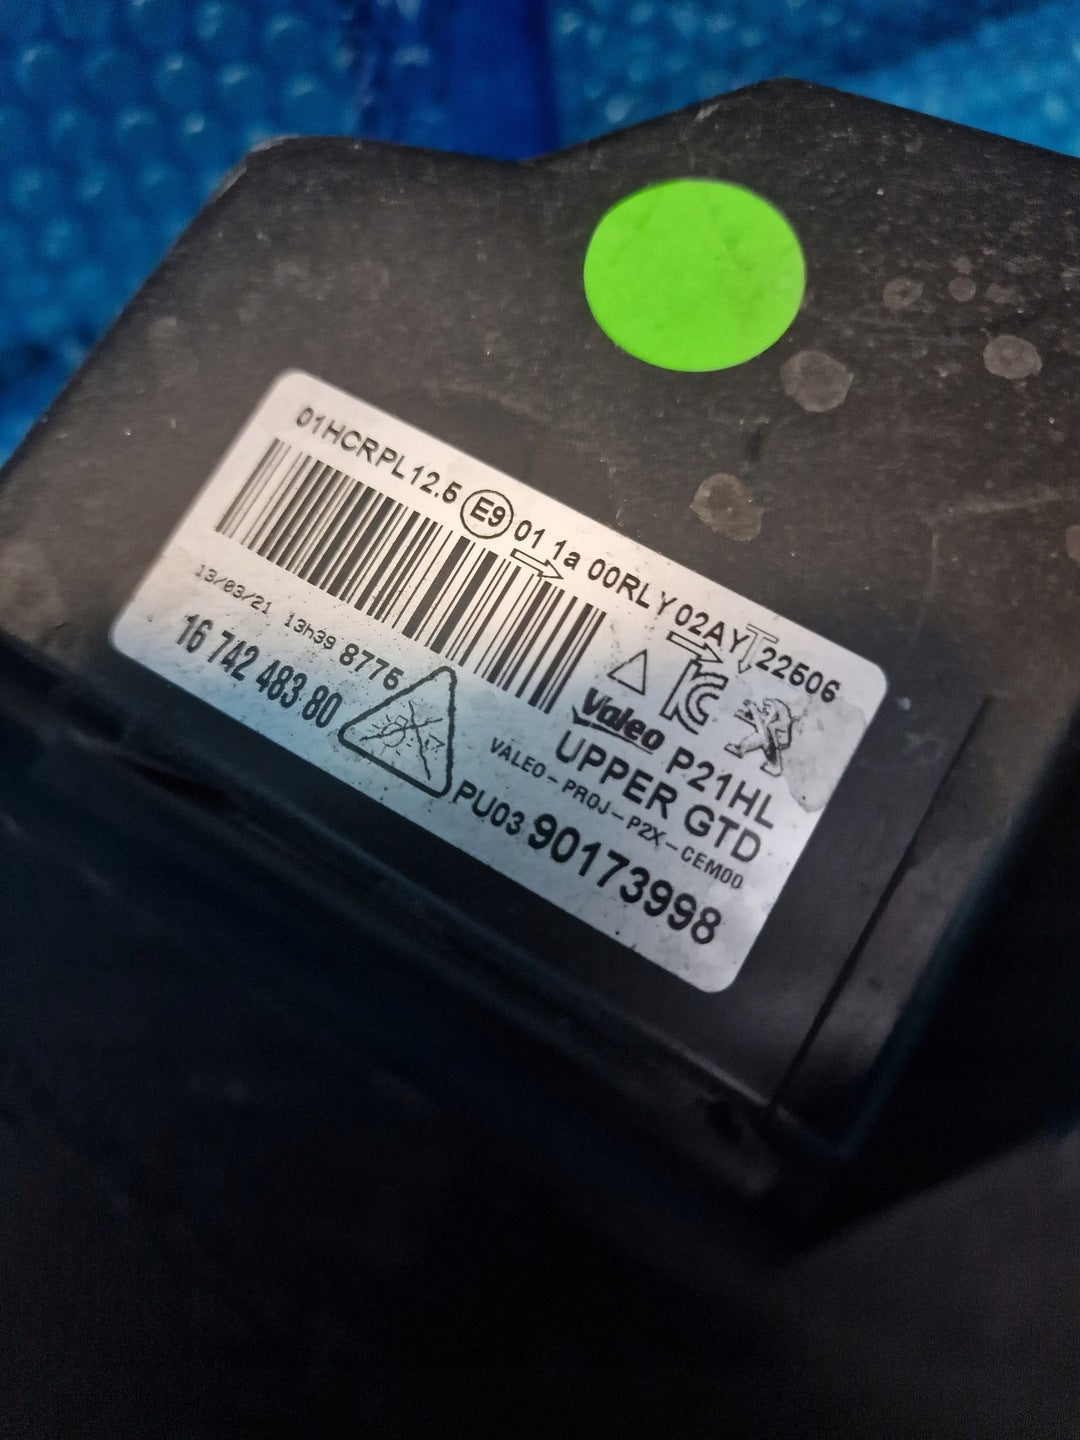 01HCRPL12.5 E9 01 1a 00RLY 02AY 22506
13/03/21 13h39 8775
16 742 483 80
Valeo P21HL
UPPER GTD
VALEO-PROJ-P2X-CEM00
PU03 90173998